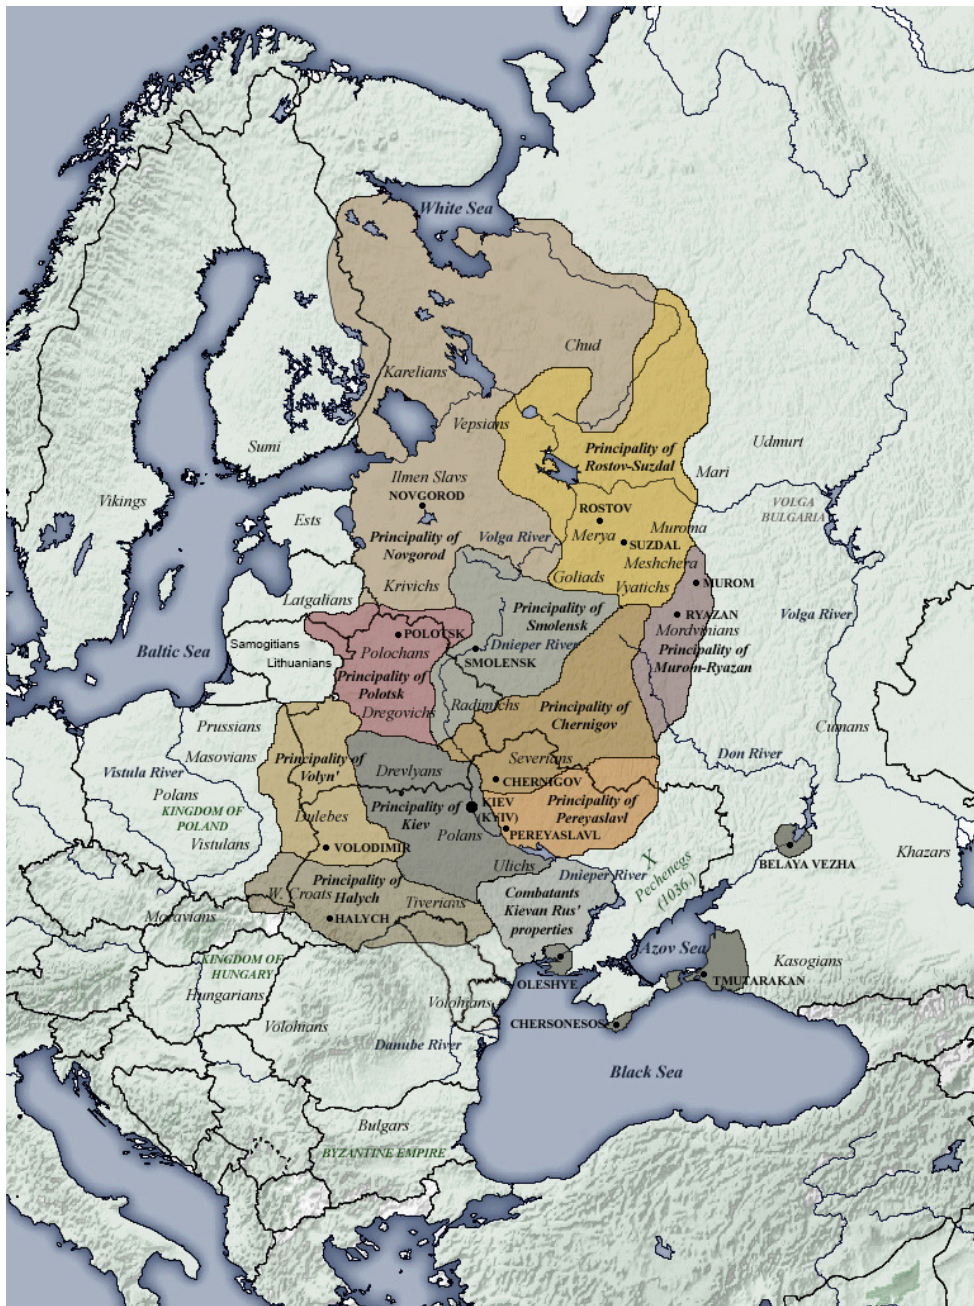 White Sea
Chud
Karelians
Vepsians
Sumi
Principality of
Rostov-Suzdal
Udmurt
Mari
Ilmen Slavs
NOVGOROD
Vikings
VOLGA
BULGARIA
Ests
ROSTOV
Merya
Muroma
Principality of
Novgorod
Volga River
SUZDAL
Meshchera
Goliads
Vyatichs
MUROM
Krivichs
Latgalians
Principality of
Smolensk
RYAZAN
Mordvinians
Volga River
POLOTSK
Polochans
Dnieper River
SMOLENSK
Principality of
Murom-Ryazan
Baltic Sea
Samogitians
Lithuanians
Principality of
Polotsk
Dregovichs
Radimichs
Principality of
Chernigov
Prussians
Masovians
Cumans
Principality of
Volyn'
Severians
Don River
Vistula River
Drevlyans
CHERNIGOV
Polans
KINGDOM OF
POLAND
Principality of
Kiev
KIEV
(KYIV)
Principality of
Pereyaslavl
Dulebes
Polans
PEREYASLAVL
Vistulans
VOLODIMIR
Khazars
BELAYA VEZHA
X
Pechenegs
(1036.)
Ulichs
Dnieper River
W. Croats
Principality of
Halych
Tiverians
Combatants
Kievan Rus'
properties
Moravians
HALYCH
Azov Sea
Kasogians
KINGDOM OF
HUNGARY
Hungarians
OLESHYE
TMUTARAKAN
Volohians
Volohians
CHERSONESOS
Danube River
Black Sea
Bulgars
BYZANTINE EMPIRE